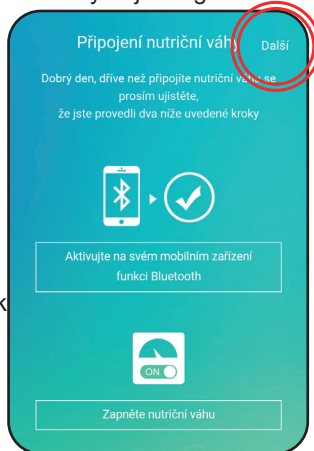 Připojení nutriční váhy
Další
Dobrý den, dříve než připojíte nutriční váhu se
prosím ujistěte,
že jste provedli dva níže uvedené kroky
Aktivujte na svém mobilním zařízení
funkci Bluetooth
k
ON
Zapněte nutriční váhu